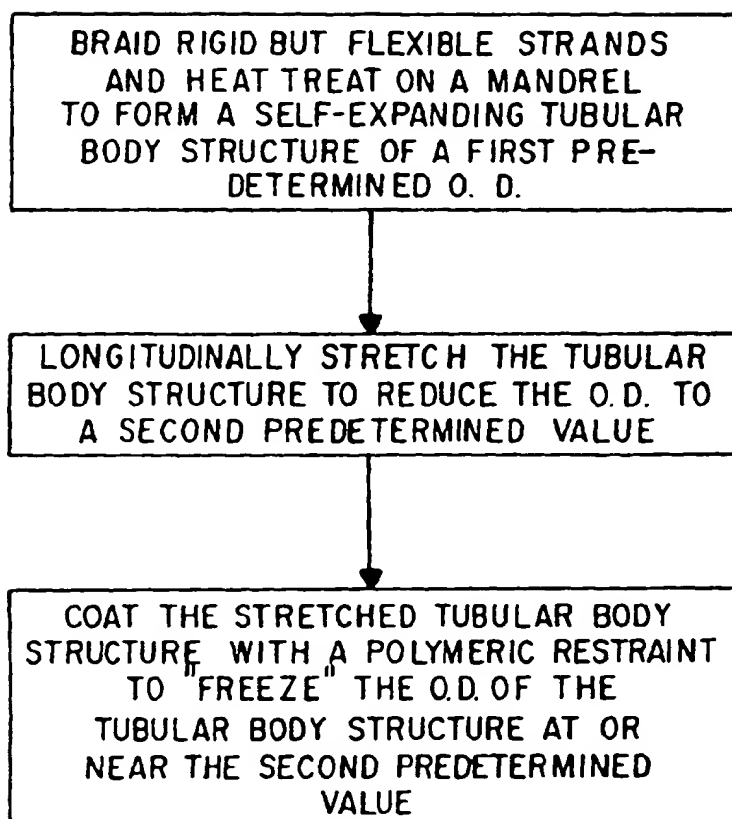 BRAID RIGID BUT FLEXIBLE STRANDS
AND HEAT TREAT ON A MANDREL
TO FORM A SELF-EXPANDING TUBULAR
BODY STRUCTURE OF A FIRST PRE-
DETERMINED O. D.
LONGITUDINALLY STRETCH THE TUBULAR
BODY STRUCTURE TO REDUCE THE O.D. TO
A SECOND PREDETERMINED VALUE
COAT THE STRETCHED TUBULAR BODY
STRUCTURE WITH A POLYMERIC RESTRAINT
TO "FREEZE" THE O.D. OF THE
TUBULAR BODY STRUCTURE AT OR
NEAR THE SECOND PREDETERMINED
VALUE